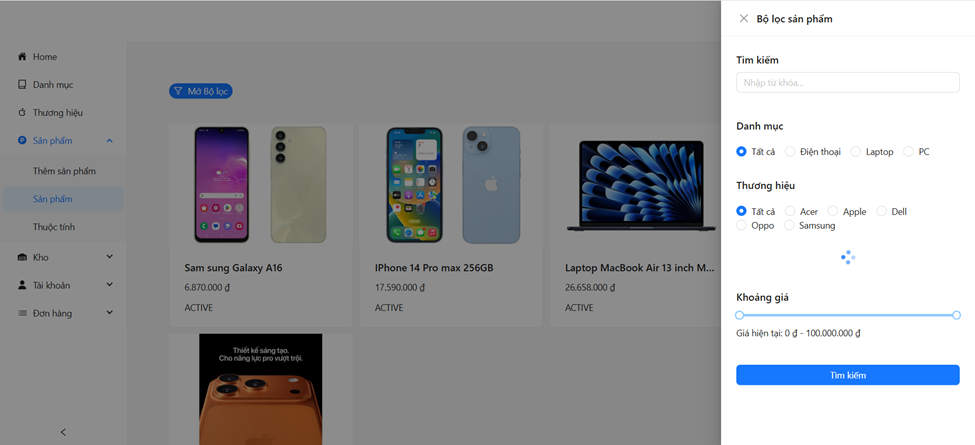 Home
Danh mục
Thương hiệu
Sản phẩm
Thêm sản phẩm
Sản phẩm
Thuộc tính
Kho
Tài khoản
Đơn hàng
Mở Bộ lọc
Sam sung Galaxy A16
6.870.000 ₫
ACTIVE
IPhone 14 Pro max 256GB
17.590.000 ₫
ACTIVE
Laptop MacBook Air 13 inch M...
26.658.000 ₫
ACTIVE
Thiết kế sáng tạo.
Cho năng lực pro vượt trội.
Bộ lọc sản phẩm
Tìm kiếm
Nhập từ khóa...
Danh mục
Tất cả Điện thoại Laptop PC
Thương hiệu
Tất cả Acer Apple Dell
Oppo Samsung
Khoảng giá
Giá hiện tại: 0 ₫ - 100.000.000 ₫
Tìm kiếm